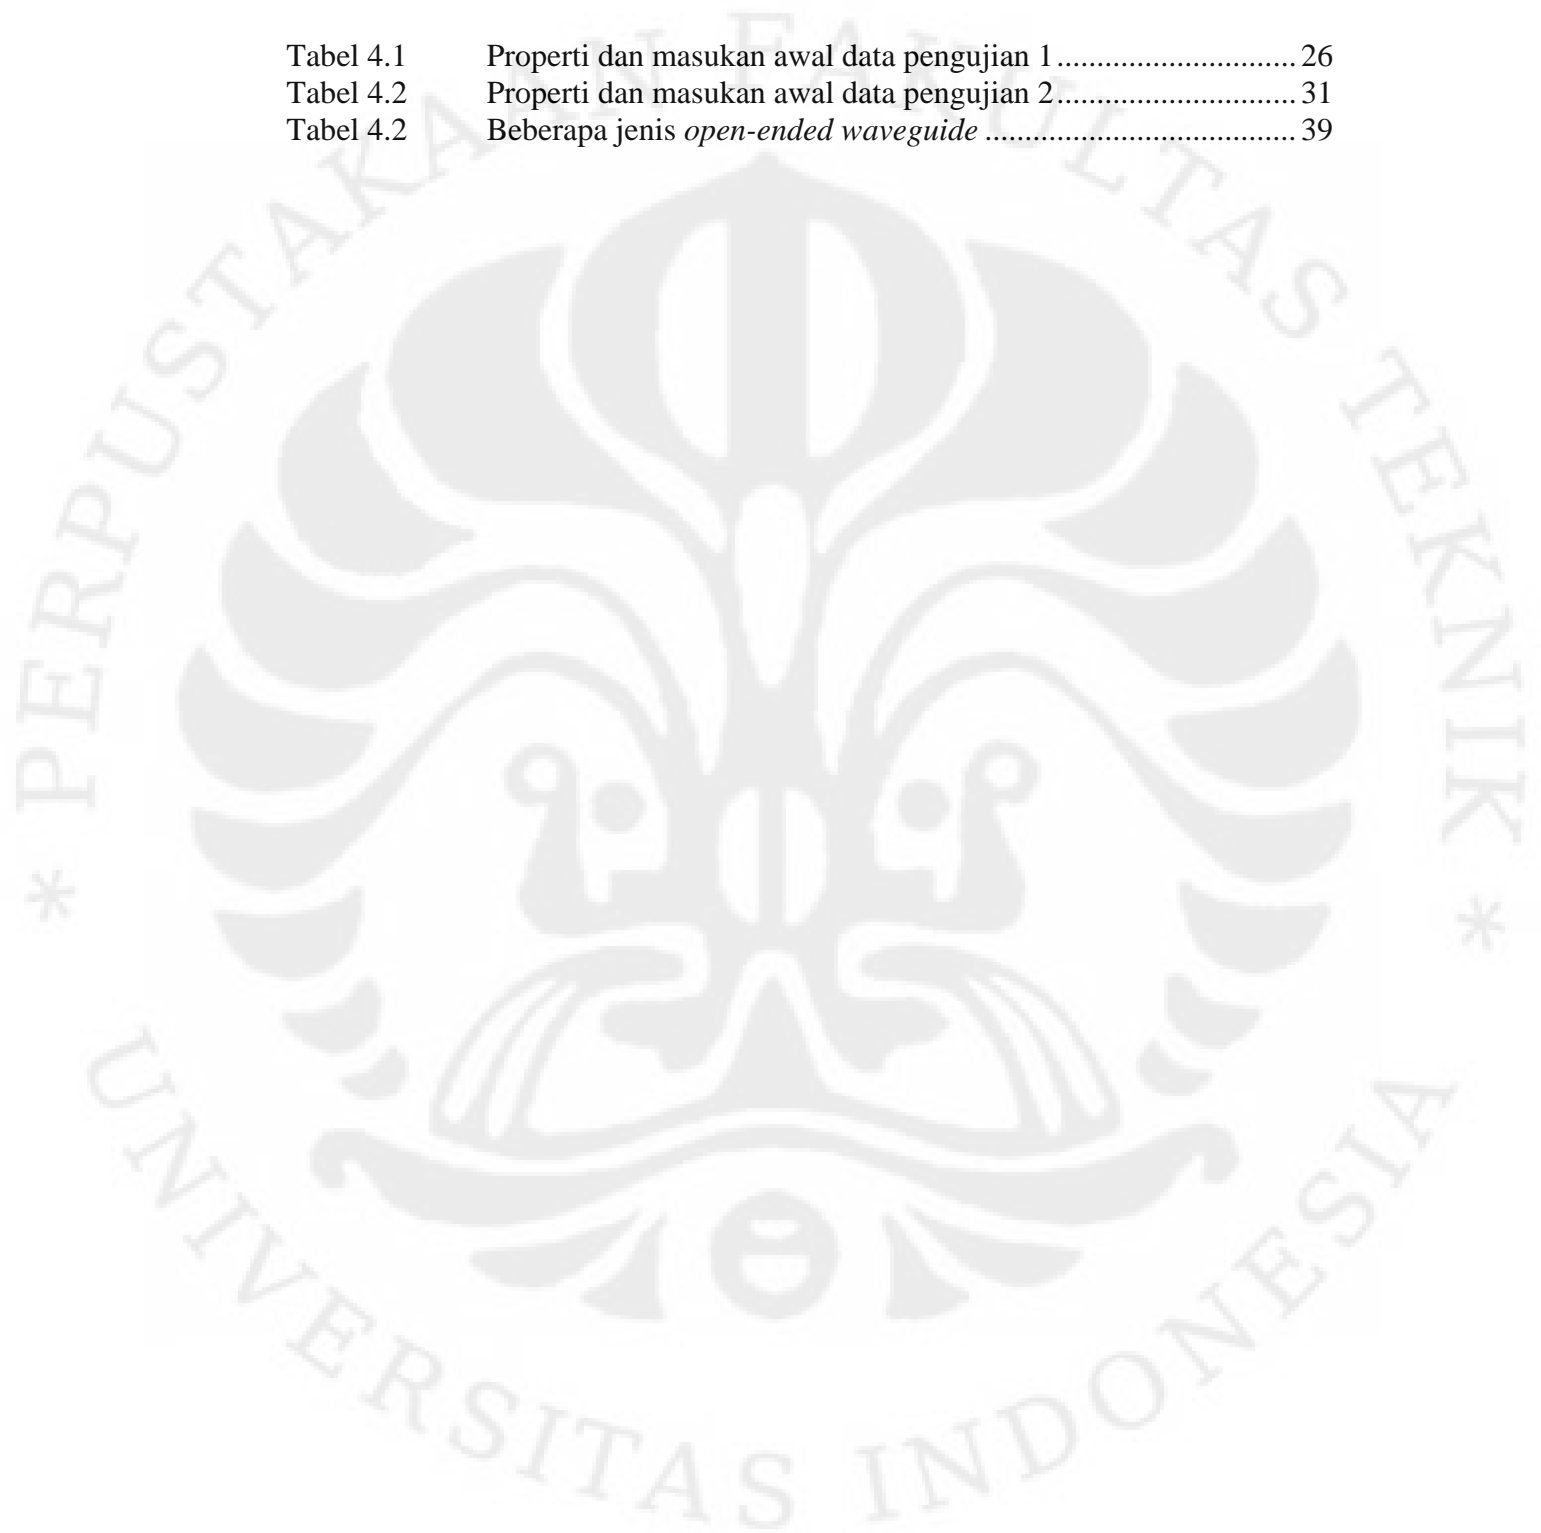 Tabel 4.1 Properti dan masukan awal data pengujian 1.............................. 26
Tabel 4.2 Properti dan masukan awal data pengujian 2.............................. 31
Tabel 4.2 Beberapa jenis open-ended waveguide ....................................... 39
* PERPUSTAKAAN FAKULTAS TEKNIK *
UNIVERSITAS INDONESIA